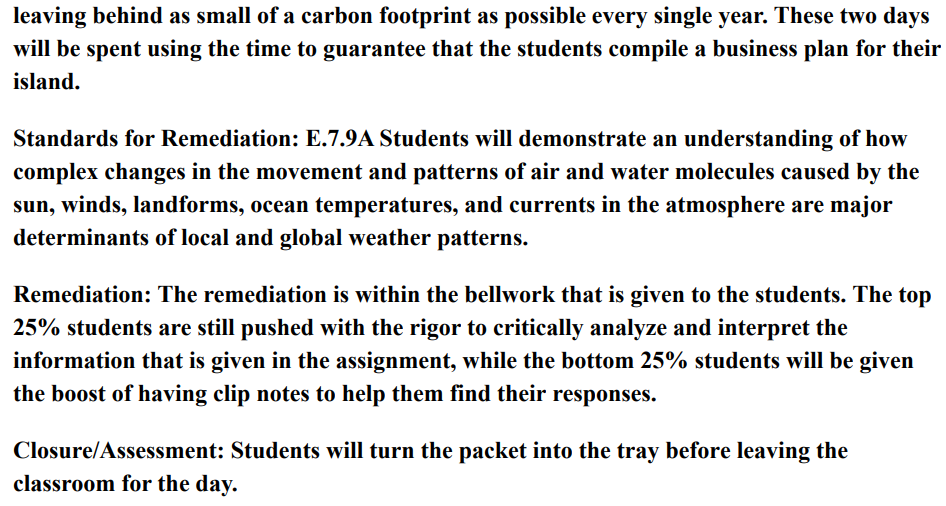 leaving behind as small of a carbon footprint as possible every single year. These two days
will be spent using the time to guarantee that the students compile a business plan for their
island.
Standards for Remediation: E.7.9A Students will demonstrate an understanding of how
complex changes in the movement and patterns of air and water molecules caused by the
sun, winds, landforms, ocean temperatures, and currents in the atmosphere are major
determinants of local and global weather patterns.
Remediation: The remediation is within the bellwork that is given to the students. The top
25% students are still pushed with the rigor to critically analyze and interpret the
information that is given in the assignment, while the bottom 25% students will be given
the boost of having clip notes to help them find their responses.
Closure/Assessment: Students will turn the packet into the tray before leaving the
classroom for the day.